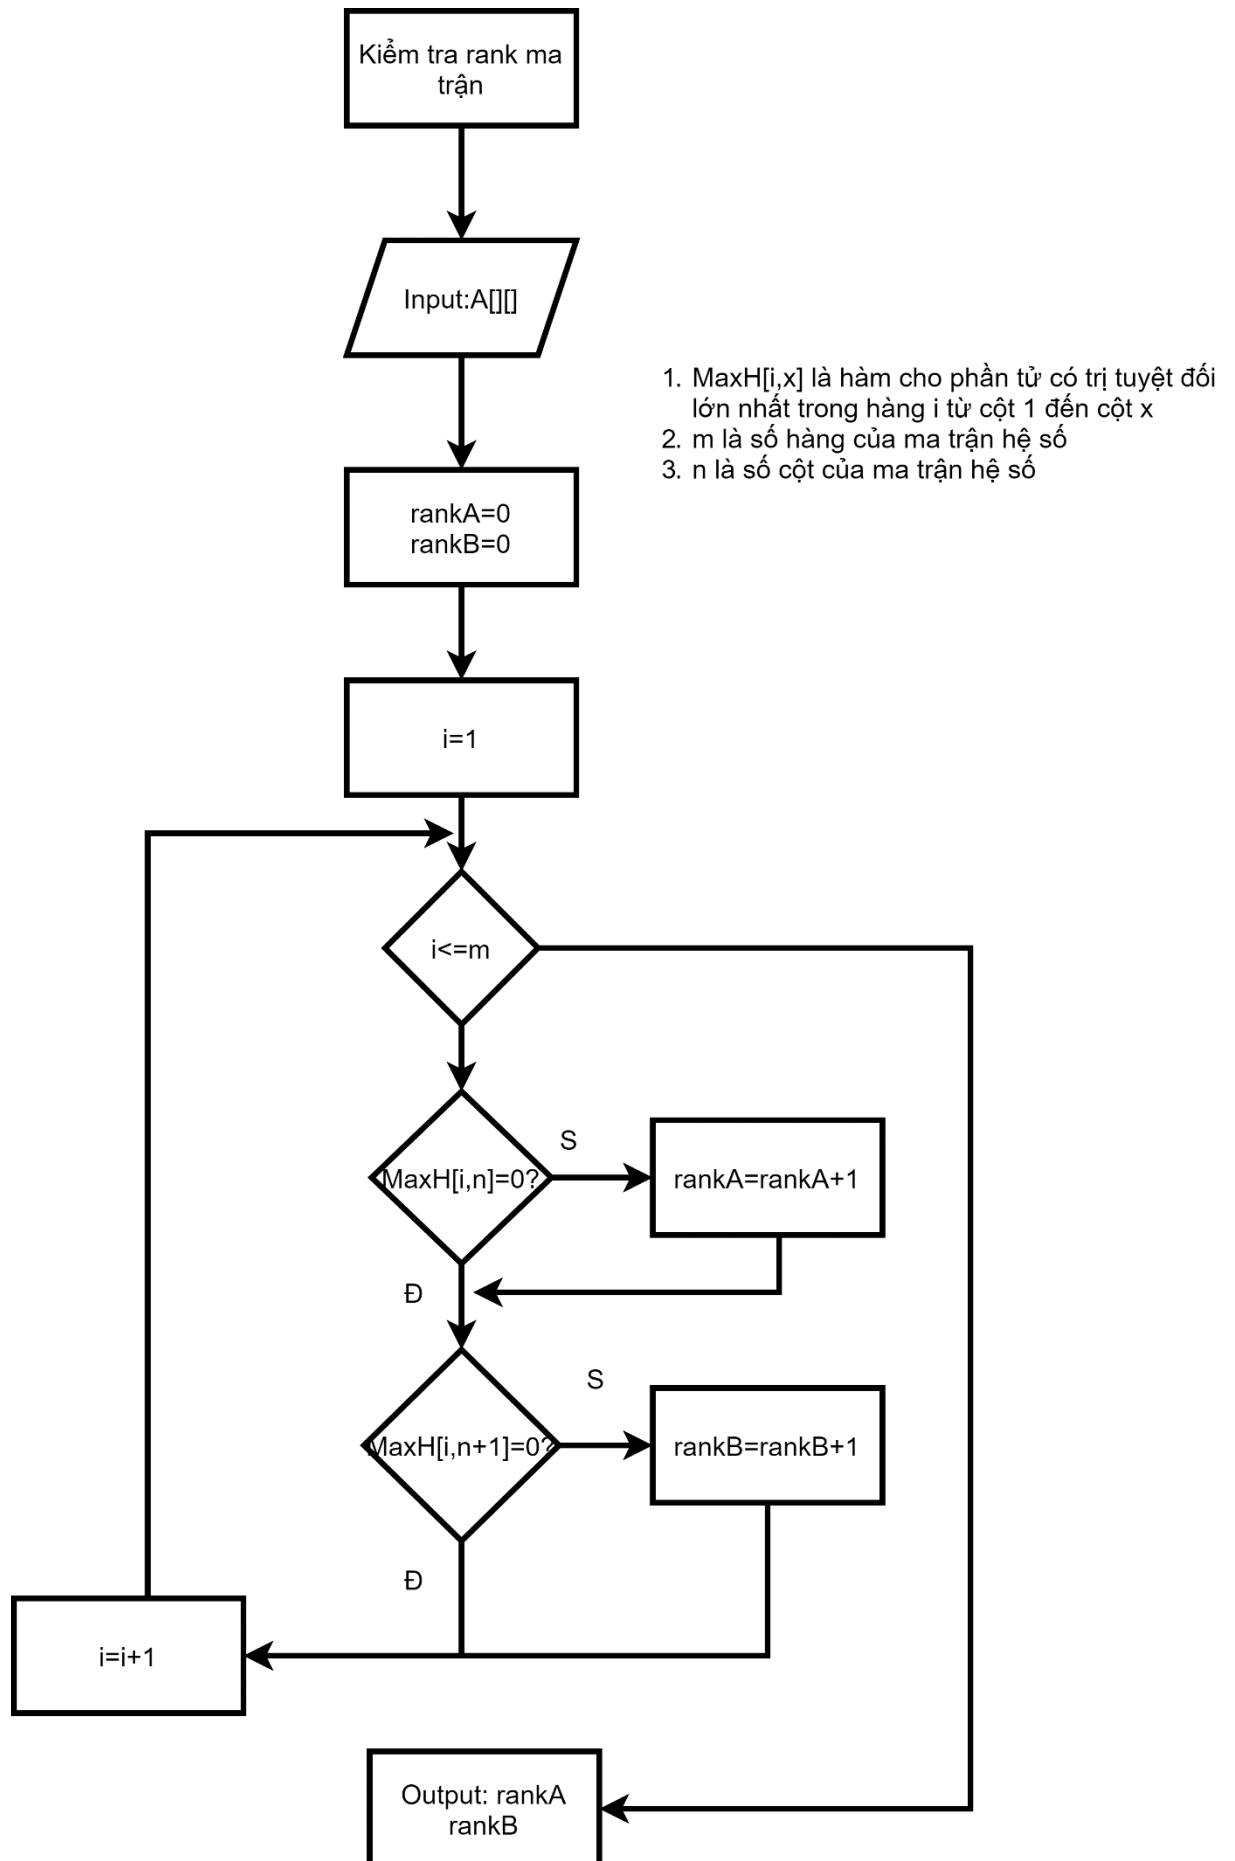 Kiểm tra rank ma
trận
Input:A[][]
1. MaxH[i,x] là hàm cho phần tử có trị tuyệt đối
lớn nhất trong hàng i từ cột 1 đến cột x
2. m là số hàng của ma trận hệ số
3. n là số cột của ma trận hệ số
rankA=0
rankB=0
i=1
i<=m
MaxH[i,n]=0?
S
rankA=rankA+1
Đ
MaxH[i,n+1]=0?
S
rankB=rankB+1
Đ
i=i+1
Output: rankA
rankB